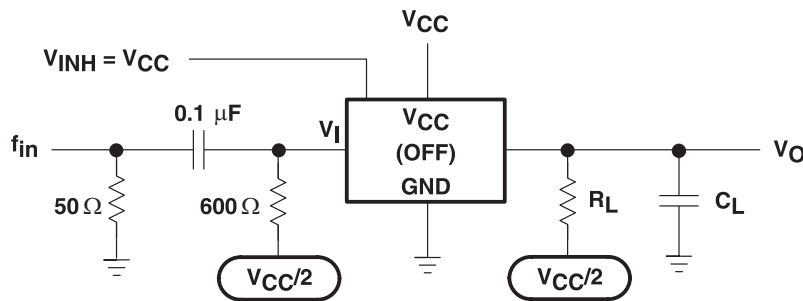 VCC
VINH = VCC
0.1 μF
fin
VI
VCC
(OFF)
GND
VO
50 Ω
600 Ω
RL
CL
VCC/2
VCC/2